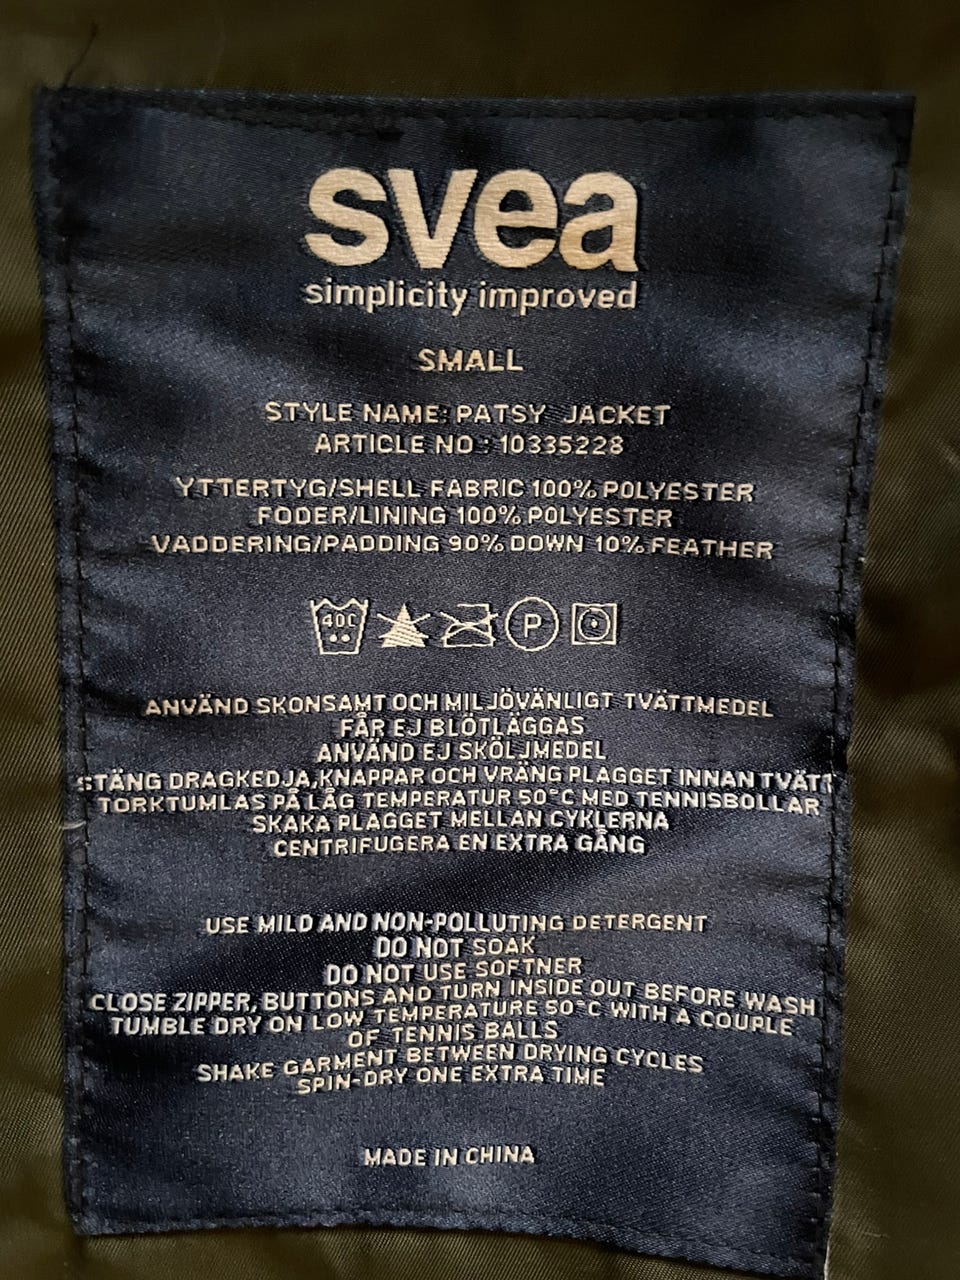 svea
simplicity improved
SMALL
STYLE NAME: PATSY JACKET
ARTICLE NO : 10335228
YTTERTYG/SHELL FABRIC 100% POLYESTER
FODER/LINING 100% POLYESTER
VADDERING/PADDING 90% DOWN 10% FEATHER
40C P
ANVÄND SKONSAMT OCH MILJÖVÄNLIGT TVÄTTMEDEL
FÅR EJ BLÖTLÄGGAS
ANVÄND EJ SKÖLJMEDEL
STÄNG DRAGKEDJA,KNAPPAR OCH VRÄNG PLAGGET INNAN TVÄTT
TORKTUMLAS PÅ LÅG TEMPERATUR 50°C MED TENNISBOLLAR
SKAKA PLAGGET MELLAN CYKLERNA
CENTRIFUGERA EN EXTRA GÅNG
USE MILD AND NON-POLLUTING DETERGENT
DO NOT SOAK
DO NOT USE SOFTNER
CLOSE ZIPPER, BUTTONS AND TURN INSIDE OUT BEFORE WASH
TUMBLE DRY ON LOW TEMPERATURE 50°C WITH A COUPLE
OF TENNIS BALLS
SHAKE GARMENT BETWEEN DRYING CYCLES
SPIN-DRY ONE EXTRA TIME
MADE IN CHINA